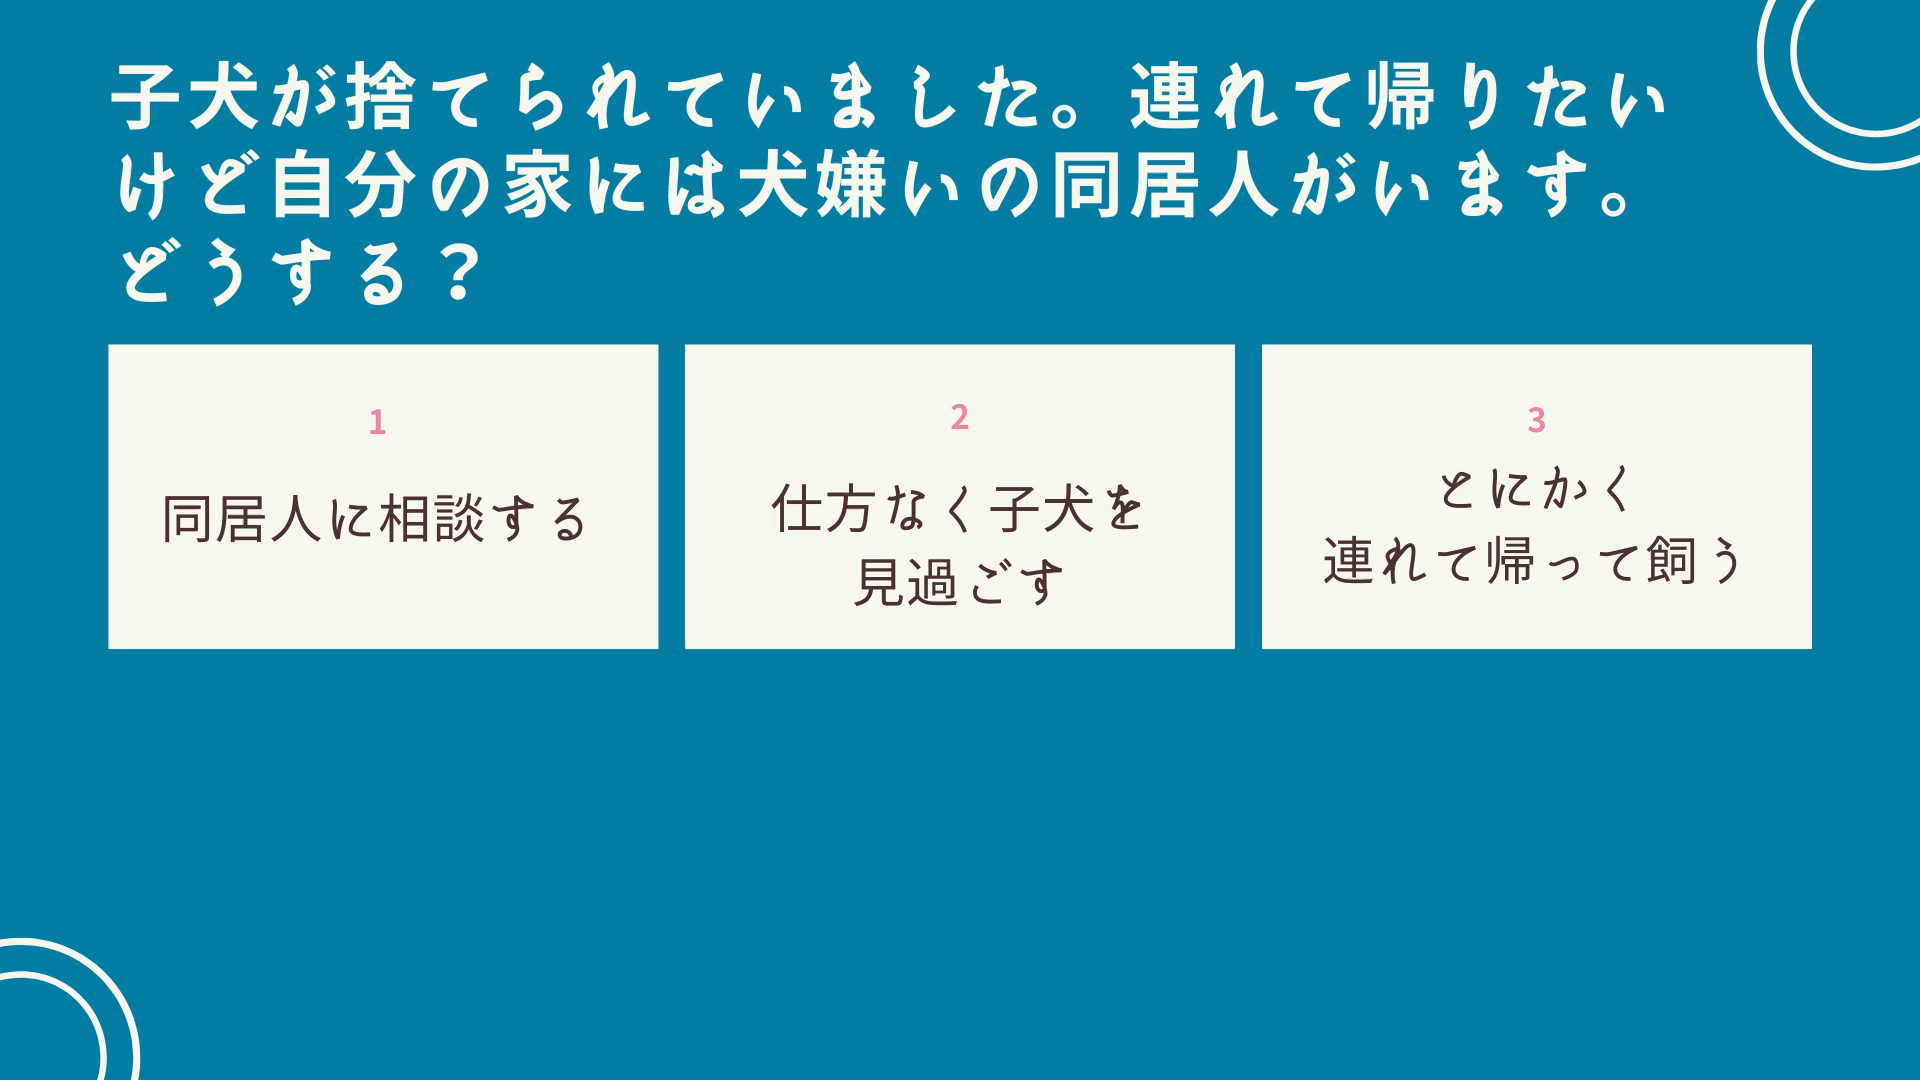 子犬が捨てられていました。連れて帰りたい
けど自分の家には犬嫌いの同居人がいます。
どうする？
1
同居人に相談する
2
仕方なく子犬を
見過ごす
3
とにかく
連れて帰って飼う